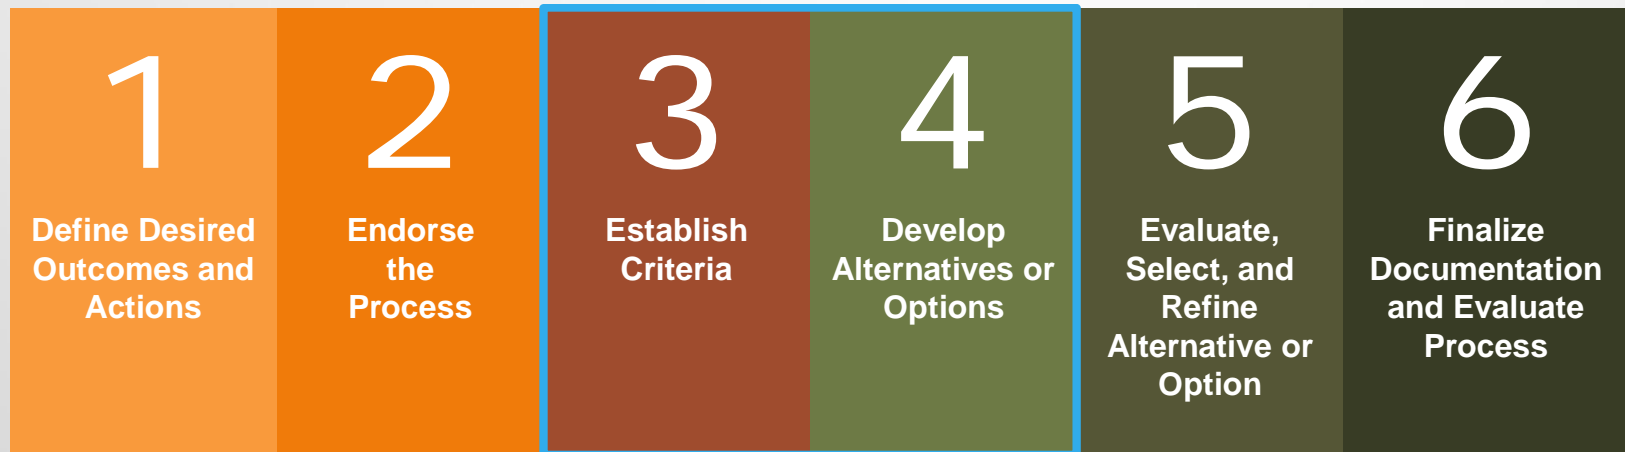 1
Define Desired
Outcomes and
Actions
2
Endorse
the
Process
3
Establish
Criteria
4
Develop
Alternatives or
Options
5
Evaluate,
Select, and
Refine
Alternative or
Option
6
Finalize
Documentation
and Evaluate
Process